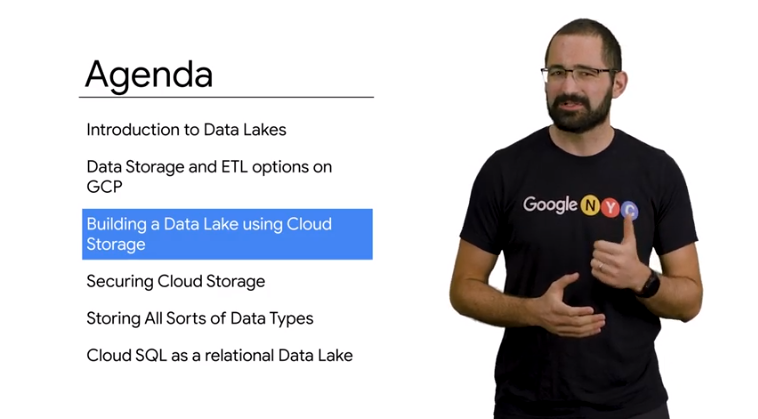 Agenda
Introduction to Data Lakes
Data Storage and ETL options on
GCP
Building a Data Lake using Cloud
Storage
Securing Cloud Storage
Storing All Sorts of Data Types
Cloud SQL as a relational Data Lake
Google NYC